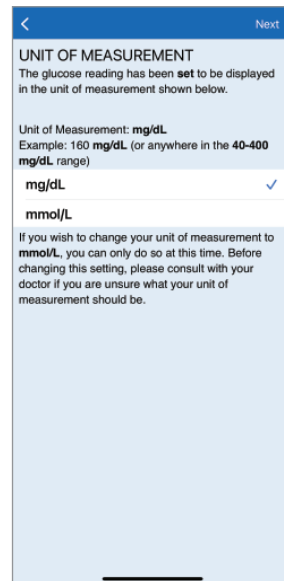 Next
UNIT OF MEASUREMENT
The glucose reading has been set to be displayed
in the unit of measurement shown below.
Unit of Measurement: mg/dL
Example: 160 mg/dL (or anywhere in the 40-400
mg/dL range)
mg/dL
mmol/L
If you wish to change your unit of measurement to
mmol/L, you can only do so at this time. Before
changing this setting, please consult with your
doctor if you are unsure what your unit of
measurement should be.